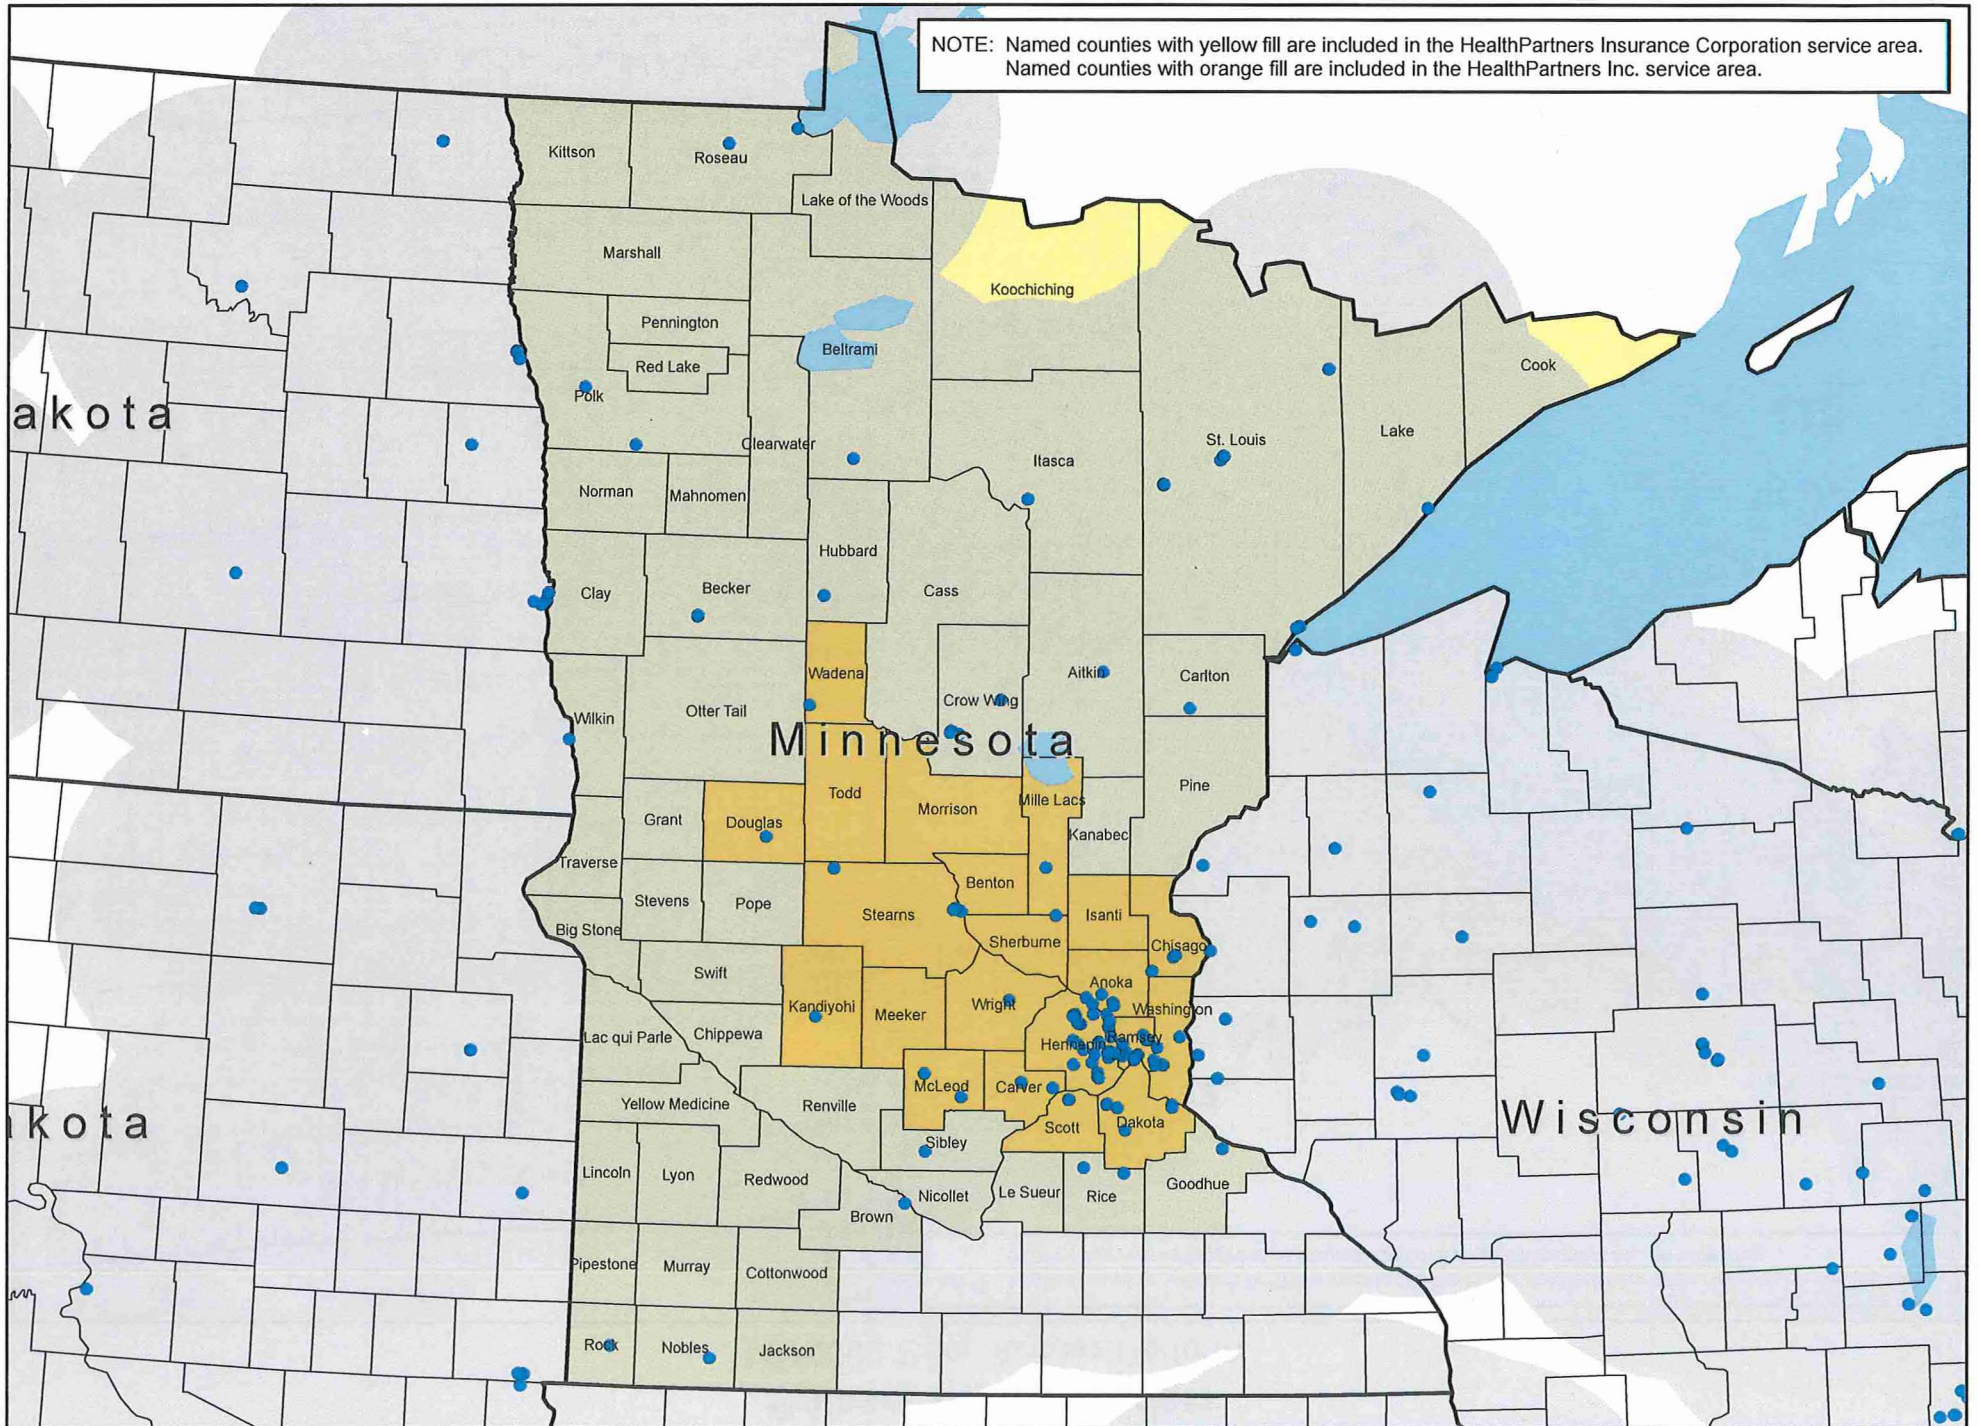 NOTE: Named counties with yellow fill are included in the HealthPartners Insurance Corporation service area.
Named counties with orange fill are included in the HealthPartners Inc. service area.
Kittson
Roseau
Lake of the Woods
Marshall
Koochiching
Pennington
Beltrami
Red Lake
Cook
Polk
akota
Clearwater
St. Louis
Lake
Itasca
Norman
Mahnomen
Hubbard
Clay
Becker
Cass
Wadena
Aitkin
Carlton
Crow Wing
Otter Tail
Wilkin
Minnesota
Pine
Todd
Morrison
Mille Lacs
Grant
Douglas
Kanabec
Traverse
Benton
Stevens
Pope
Stearns
Isanti
Big Stone
Sherburne
Chisago
Swift
Anoka
Kandiyohi
Meeker
Wright
Washington
Lac qui Parle
Chippewa
Hennepin
Ramsey
McLeod
Carver
Yellow Medicine
Renville
Wisconsin
kota
Scott
Dakota
Sibley
Lincoln
Lyon
Redwood
Nicollet
Le Sueur
Rice
Goodhue
Brown
Pipestone
Murray
Cottonwood
Rock
Nobles
Jackson